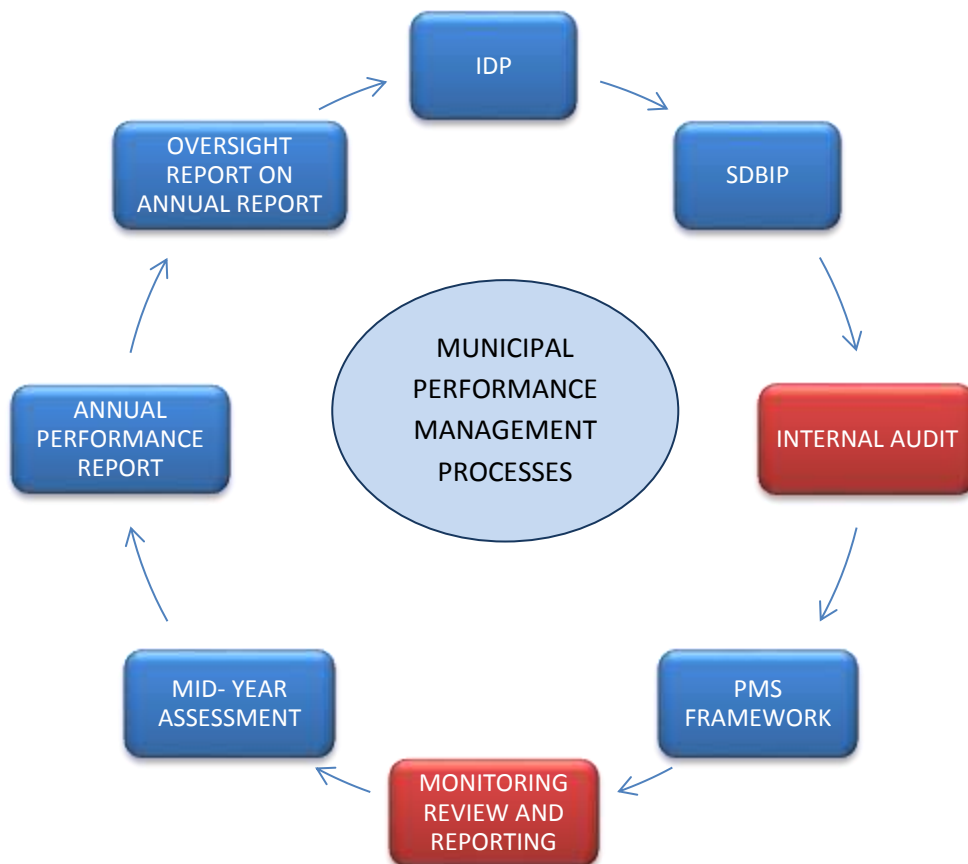 IDP
SDBIP
INTERNAL AUDIT
PMS
FRAMEWORK
MONITORING
REVIEW AND
REPORTING
MID- YEAR
ASSESSMENT
ANNUAL
PERFORMANCE
REPORT
OVERSIGHT
REPORT ON
ANNUAL REPORT
MUNICIPAL
PERFORMANCE
MANAGEMENT
PROCESSES